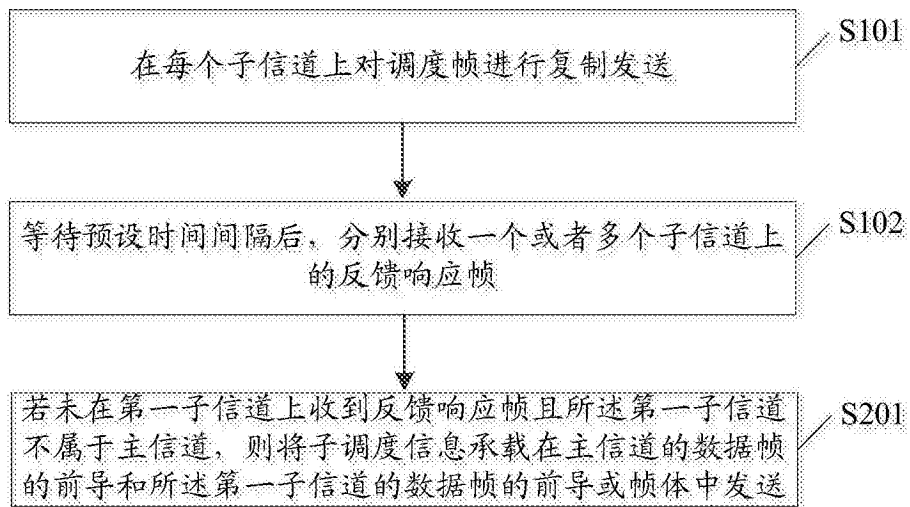 在每个子信道上对调度帧进行复制发送
S101
等待预设时间间隔后，分别接收一个或者多个子信道上
的反馈响应帧
S102
若未在第一子信道上收到反馈响应帧且所述第一子信道
不属于主信道，则将子调度信息承载在主信道的数据帧
的前导和所述第一子信道的数据帧的前导或帧体中发送
S201